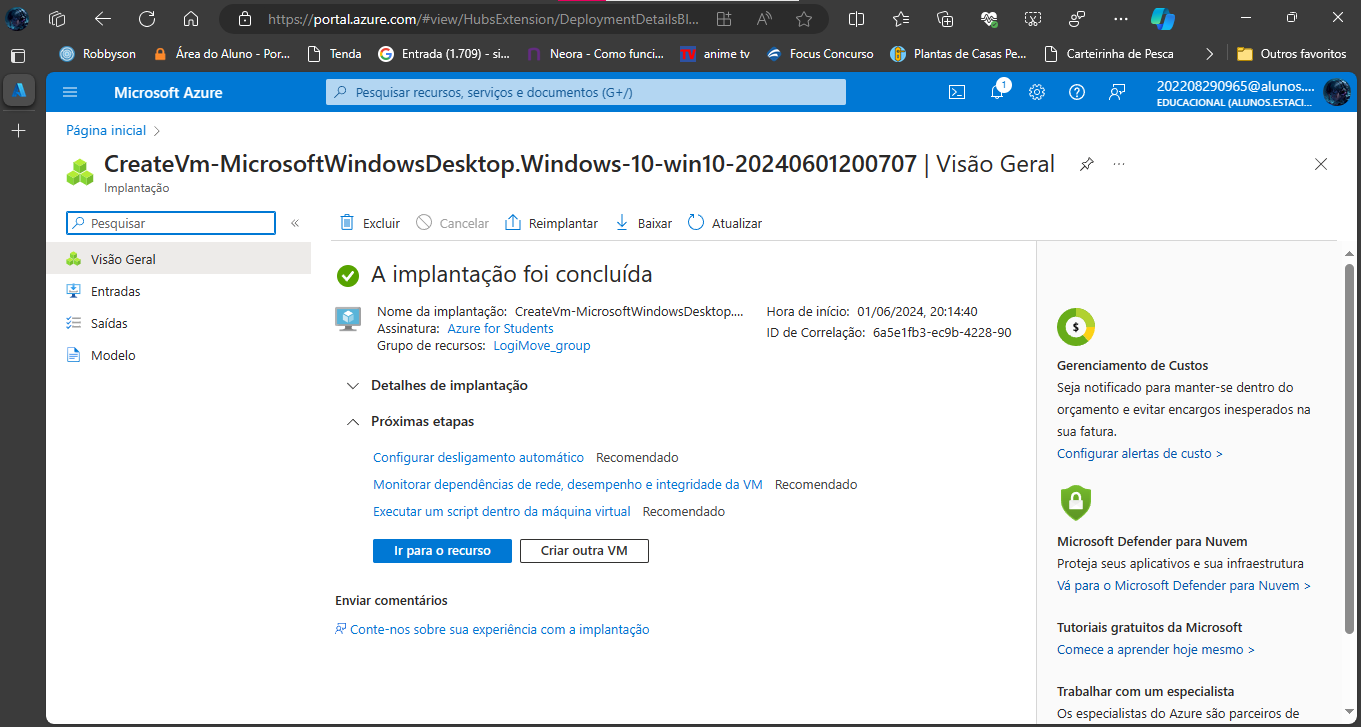 https://portal.azure.com/#view/HubsExtension/DeploymentDetailsBl...
Robbyson
Área do Aluno - Por...
Tenda
Entrada (1.709) - si...
Neora - Como funci...
anime tv
Focus Concurso
Plantas de Casas Pe...
Carteirinha de Pesca
Outros favoritos
Microsoft Azure
Pesquisar recursos, serviços e documentos (G+/)
1
202208290965@alunos....
EDUCACIONAL (ALUNOS.ESTACI...
Página inicial
CreateVm-MicrosoftWindowsDesktop.Windows-10-win10-20240601200707 | Visão Geral
Implantação
Pesquisar
Excluir
Cancelar
Reimplantar
Baixar
Atualizar
Visão Geral
Entradas
Saídas
Modelo
A implantação foi concluída
Nome da implantação: CreateVm-MicrosoftWindowsDesktop....
Assinatura: Azure for Students
Grupo de recursos: LogiMove_group
Hora de início: 01/06/2024, 20:14:40
ID de Correlação: 6a5e1fb3-ec9b-4228-90
Detalhes de implantação
Próximas etapas
Configurar desligamento automático Recomendado
Monitorar dependências de rede, desempenho e integridade da VM Recomendado
Executar um script dentro da máquina virtual Recomendado
Ir para o recurso
Criar outra VM
Enviar comentários
Conte-nos sobre sua experiência com a implantação
$
Gerenciamento de Custos
Seja notificado para manter-se dentro do
orçamento e evitar encargos inesperados na
sua fatura.
Configurar alertas de custo >
Microsoft Defender para Nuvem
Proteja seus aplicativos e sua infraestrutura
Vá para o Microsoft Defender para Nuvem >
Tutoriais gratuitos da Microsoft
Comece a aprender hoje mesmo >
Trabalhar com um especialista
Os especialistas do Azure são parceiros de